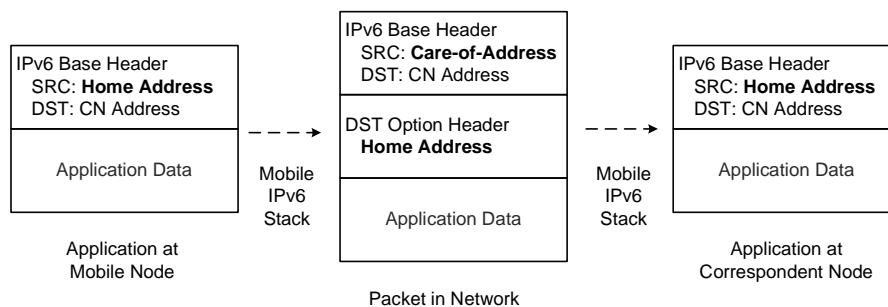 IPv6 Base Header
SRC: Home Address
DST: CN Address
Application Data
Application at
Mobile Node
Mobile
IPv6
Stack
IPv6 Base Header
SRC: Care-of-Address
DST: CN Address
DST Option Header
Home Address
Application Data
Packet in Network
Mobile
IPv6
Stack
IPv6 Base Header
SRC: Home Address
DST: CN Address
Application Data
Application at
Correspondent Node